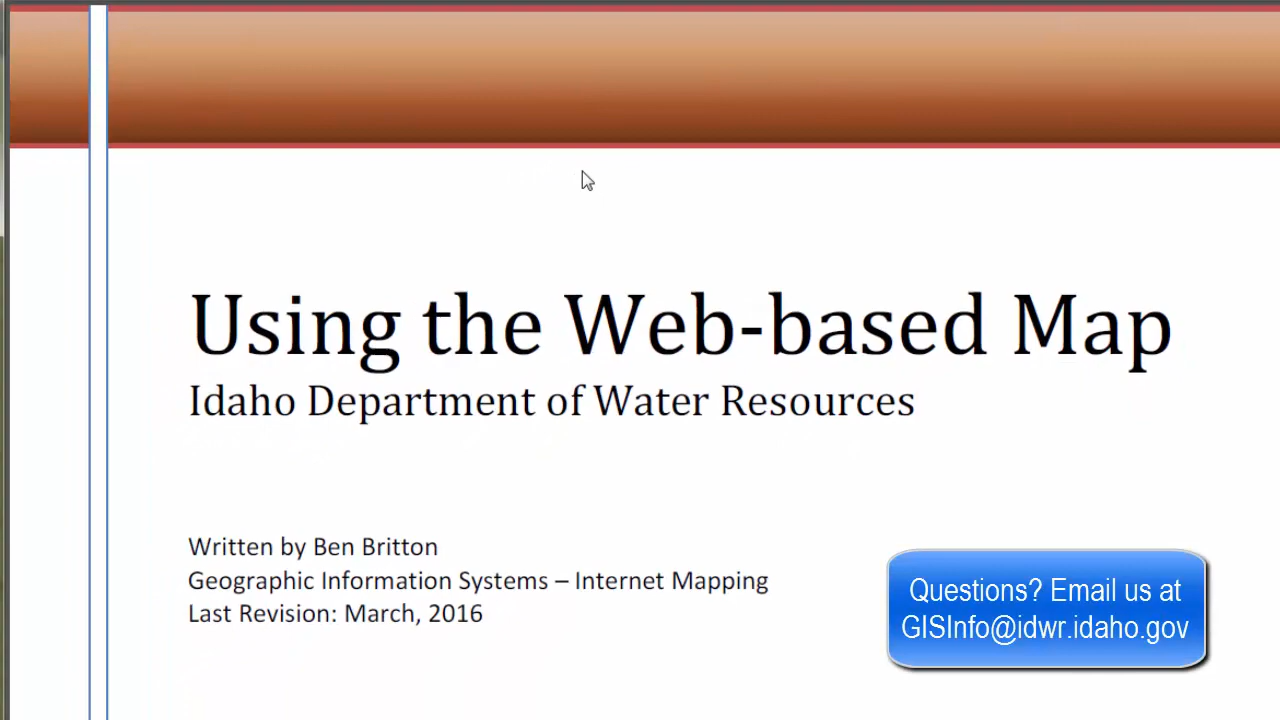 Using the Web-based Map
Idaho Department of Water Resources
Written by Ben Britton
Geographic Information Systems – Internet Mapping
Last Revision: March, 2016
Questions? Email us at
GISInfo@idwr.idaho.gov